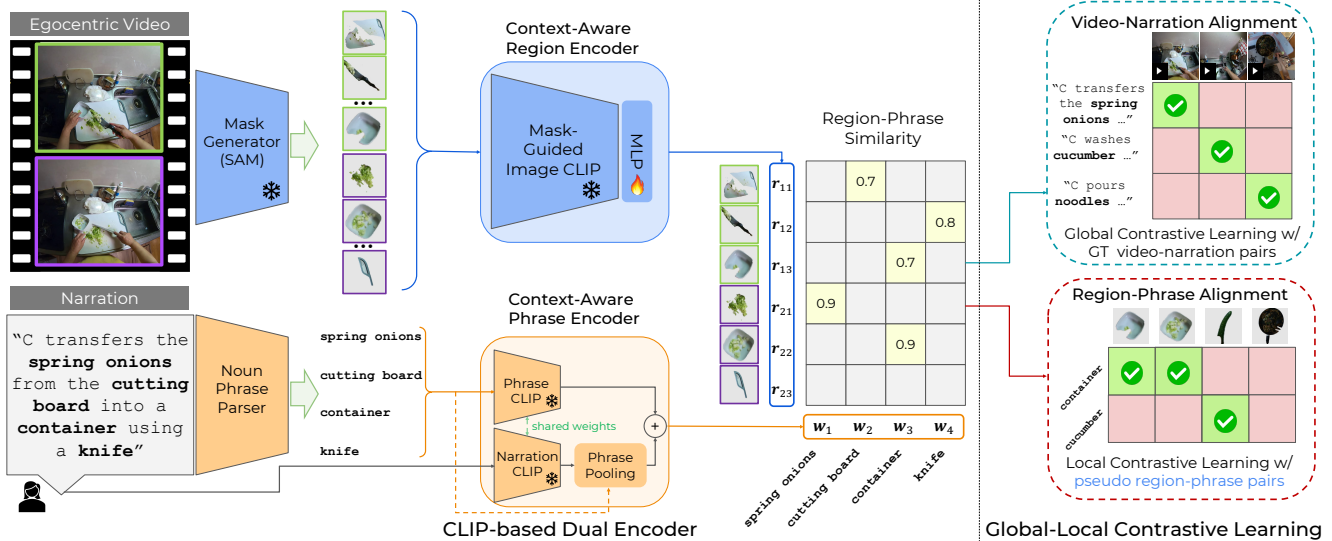 Egocentric Video
Mask
Generator
(SAM)
...
...
Context-Aware
Region Encoder
Mask-
Guided
Image CLIP
MLP
Narration
“C transfers the
spring onions
from the cutting
board into a
container using
a knife”
Noun
Phrase
Parser
spring onions
cutting board
container
knife
Context-Aware
Phrase Encoder
Phrase
CLIP
shared weights
Narration
CLIP
Phrase
Pooling
+
CLIP-based Dual Encoder
Region-Phrase
Similarity
r11
r12
r13
r21
r22
r23
0.7
0.8
0.7
0.9
0.9
w1 w2 w3 w4
spring onions
cutting board
container
knife
Video-Narration Alignment
“C transfers
the spring
onions …”
“C washes
cucumber …”
“C pours
noodles …”
Global Contrastive Learning w/
GT video-narration pairs
Region-Phrase Alignment
container
cucumber
Local Contrastive Learning w/
pseudo region-phrase pairs
Global-Local Contrastive Learning